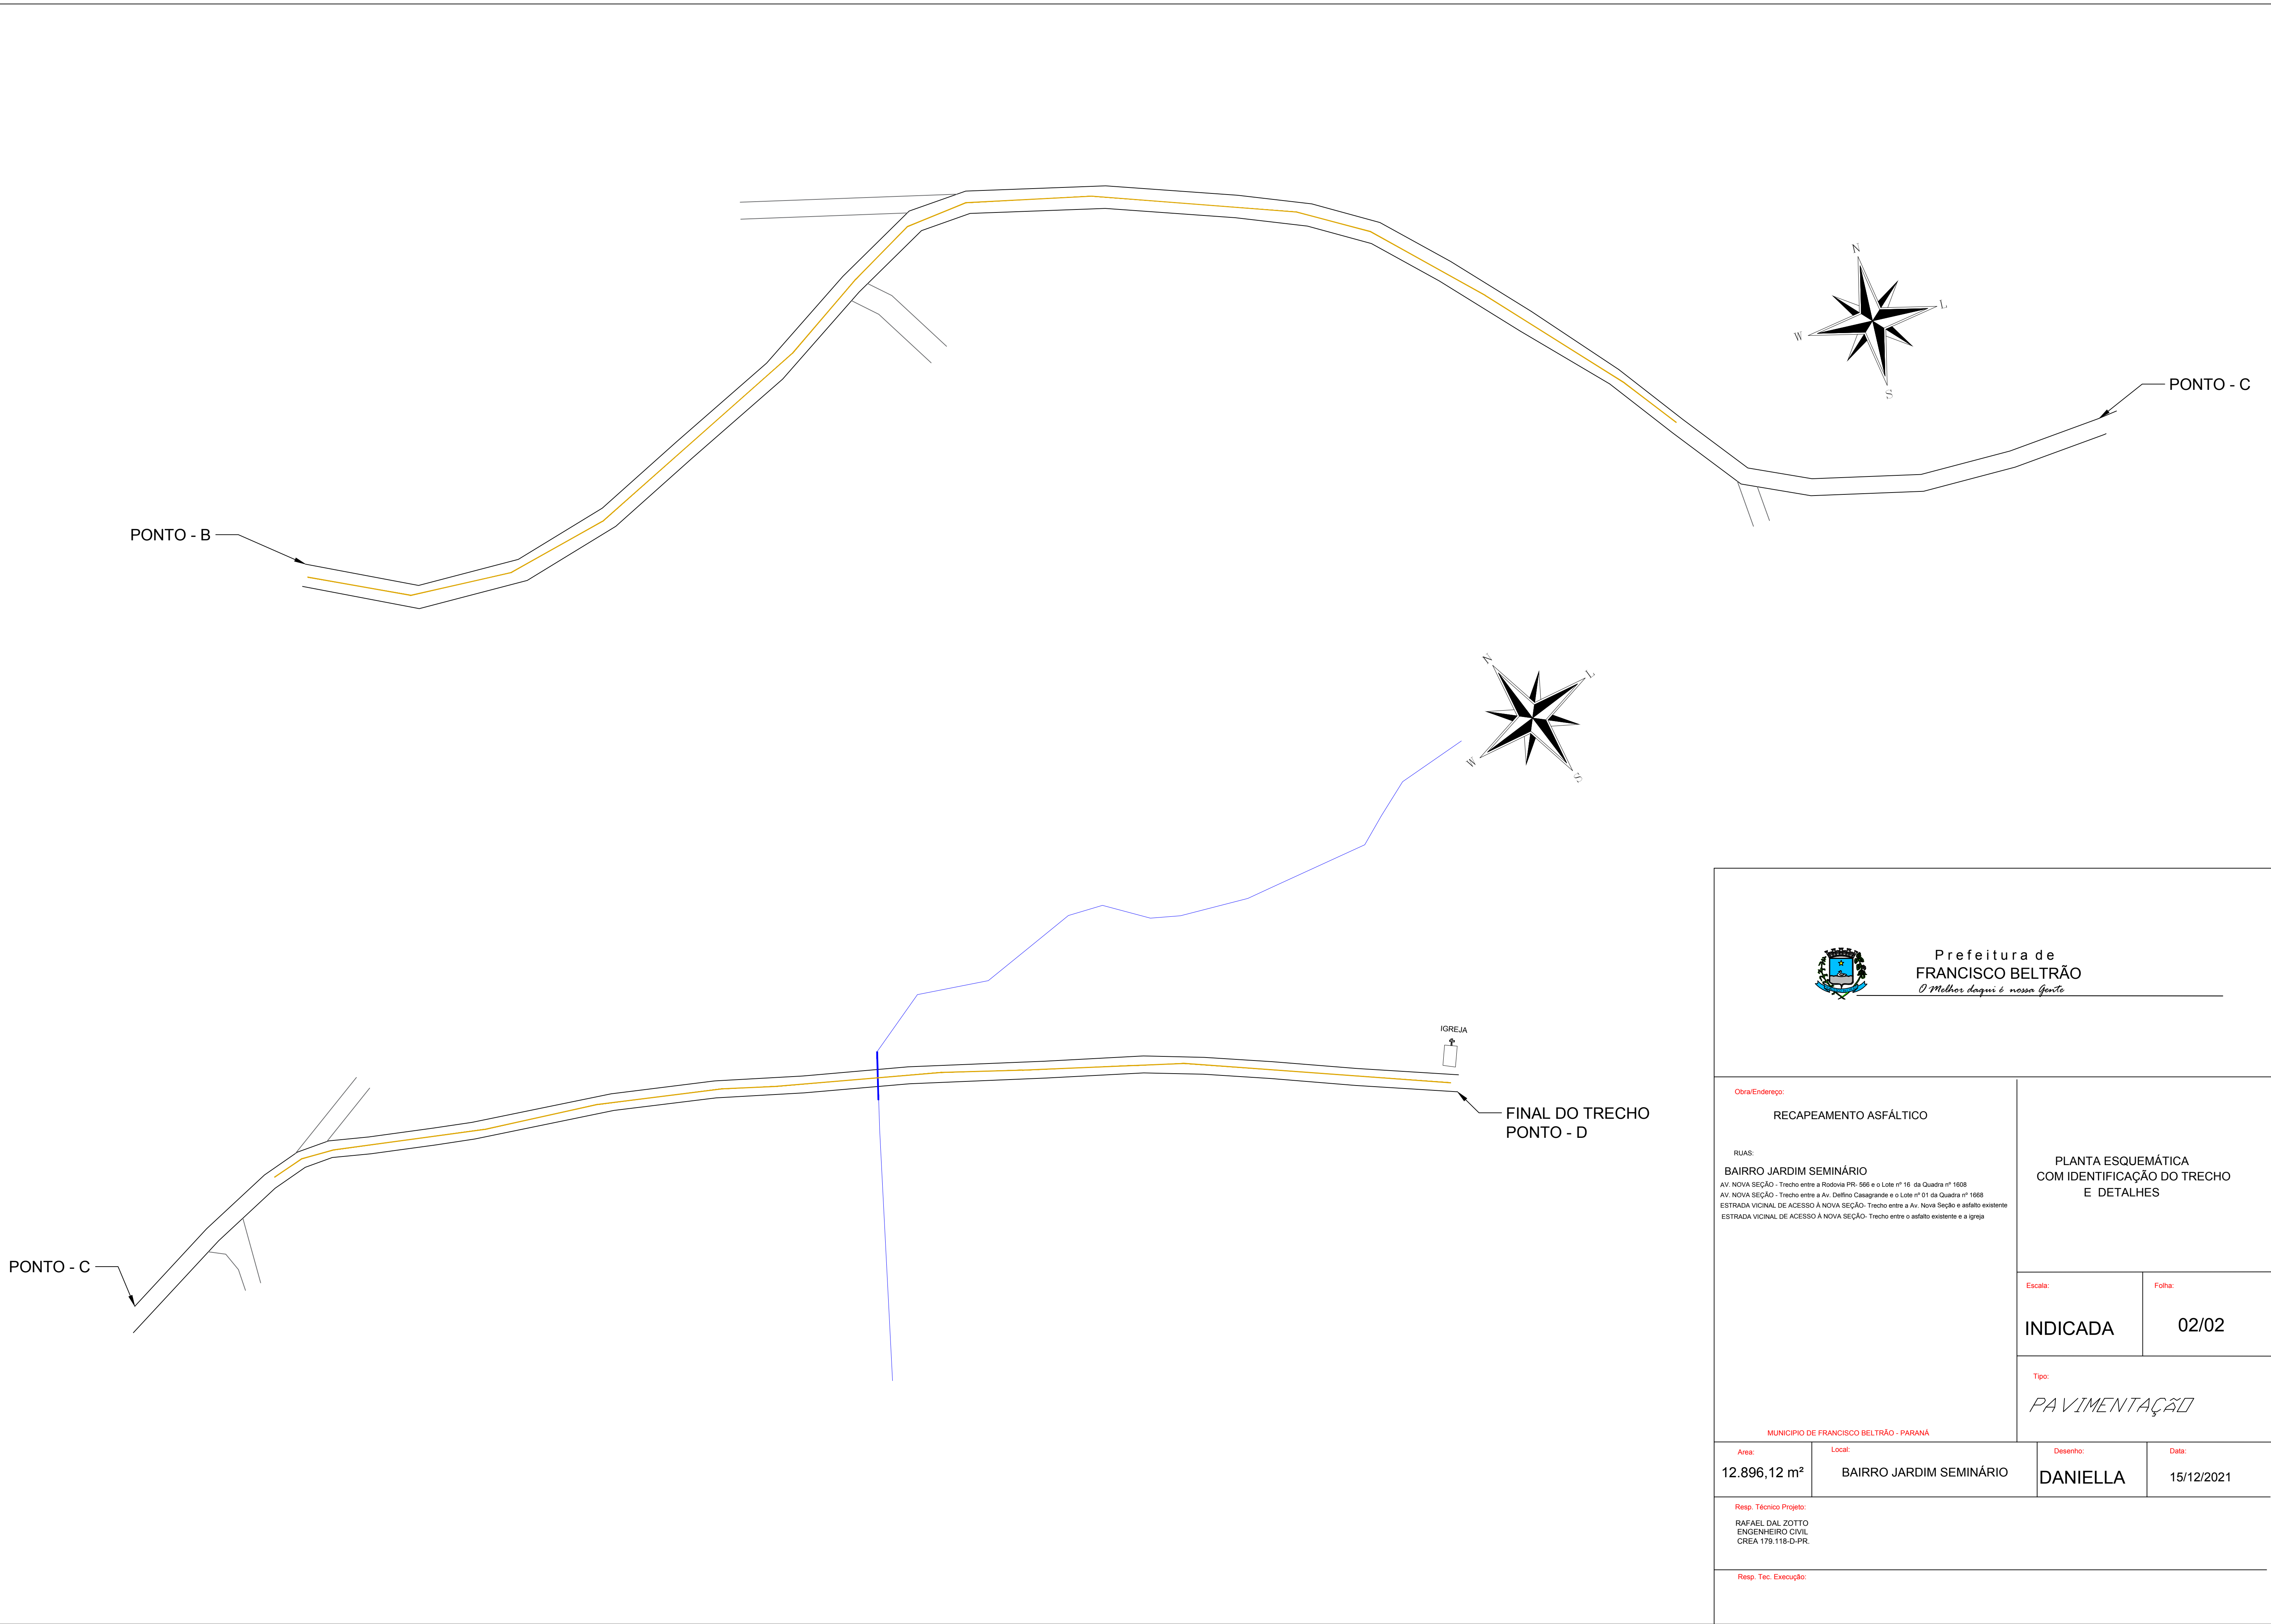 N
L
W
S
PONTO - C
PONTO - B
N
L
W
S
IGREJA
FINAL DO TRECHO
PONTO - D
PONTO - C
Prefeitura de
FRANCISCO BELTRÃO
O Melhor daqui é nossa Gente
Obra/Endereço:
RECAPEAMENTO ASFÁLTICO
RUAS:
BAIRRO JARDIM SEMINÁRIO
AV. NOVA SEÇÃO - Trecho entre a Rodovia PR- 566 e o Lote nº 16 da Quadra nº 1608
AV. NOVA SEÇÃO - Trecho entre a Av. Delfino Casagrande e o Lote nº 01 da Quadra nº 1668
ESTRADA VICINAL DE ACESSO À NOVA SEÇÃO- Trecho entre a Av. Nova Seção e asfalto existente
ESTRADA VICINAL DE ACESSO À NOVA SEÇÃO- Trecho entre o asfalto existente e a igreja
MUNICIPIO DE FRANCISCO BELTRÃO - PARANÁ
PLANTA ESQUEMÁTICA
COM IDENTIFICAÇÃO DO TRECHO
E DETALHES
Escala:
INDICADA
Folha:
02/02
Tipo:
PAVIMENTAÇÃO
Area:
12.896,12 m²
Local:
BAIRRO JARDIM SEMINÁRIO
Desenho:
DANIELLA
Data:
15/12/2021
Resp. Técnico Projeto:
RAFAEL DAL ZOTTO
ENGENHEIRO CIVIL
CREA 179.118-D-PR.
Resp. Tec. Execução: